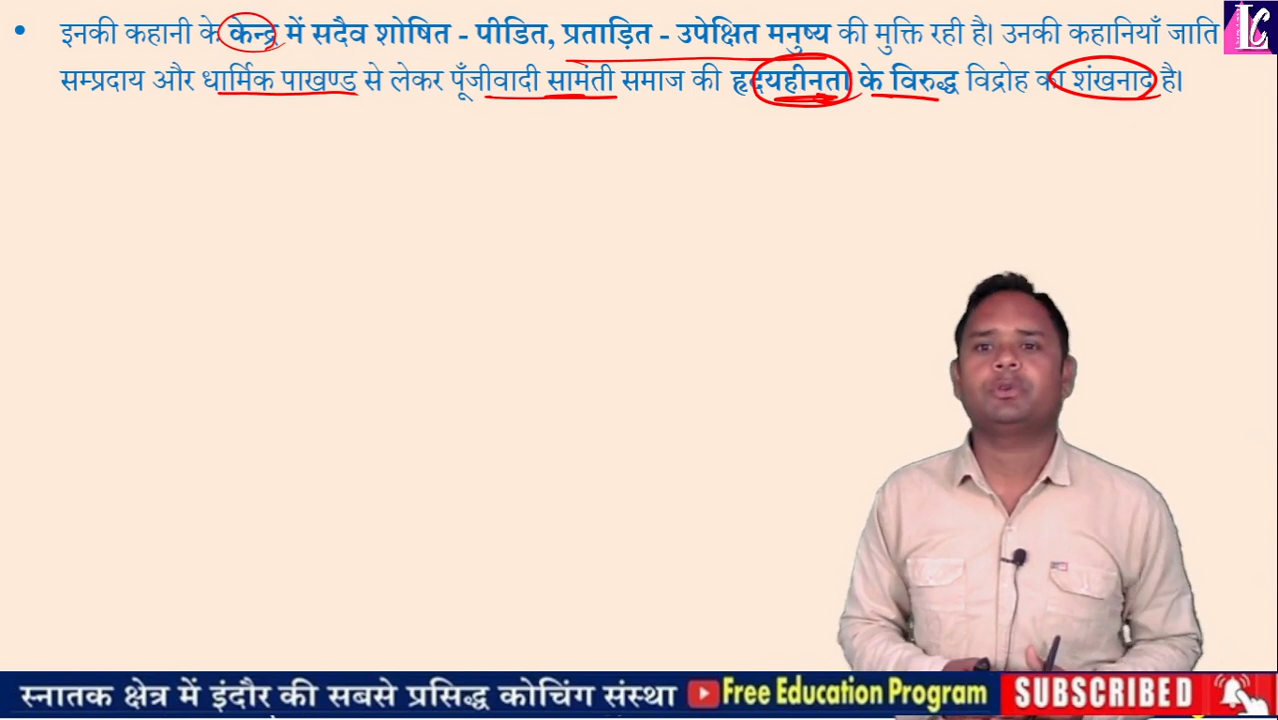 • इनकी कहानी के केन्द्र में सदैव शोषित - पीडित, प्रताड़ित - उपेक्षित मनुष्य की मुक्ति रही है। उनकी कहानियाँ जाति
सम्प्रदाय और धार्मिक पाखण्ड से लेकर पूँजीवादी सामंती समाज की हृदयहीनता के विरुद्ध विद्रोह का शंखनाद है।
LC
स्नातक क्षेत्र में इंदौर की सबसे प्रसिद्ध कोचिंग संस्था Free Education Program SUBSCRIBED